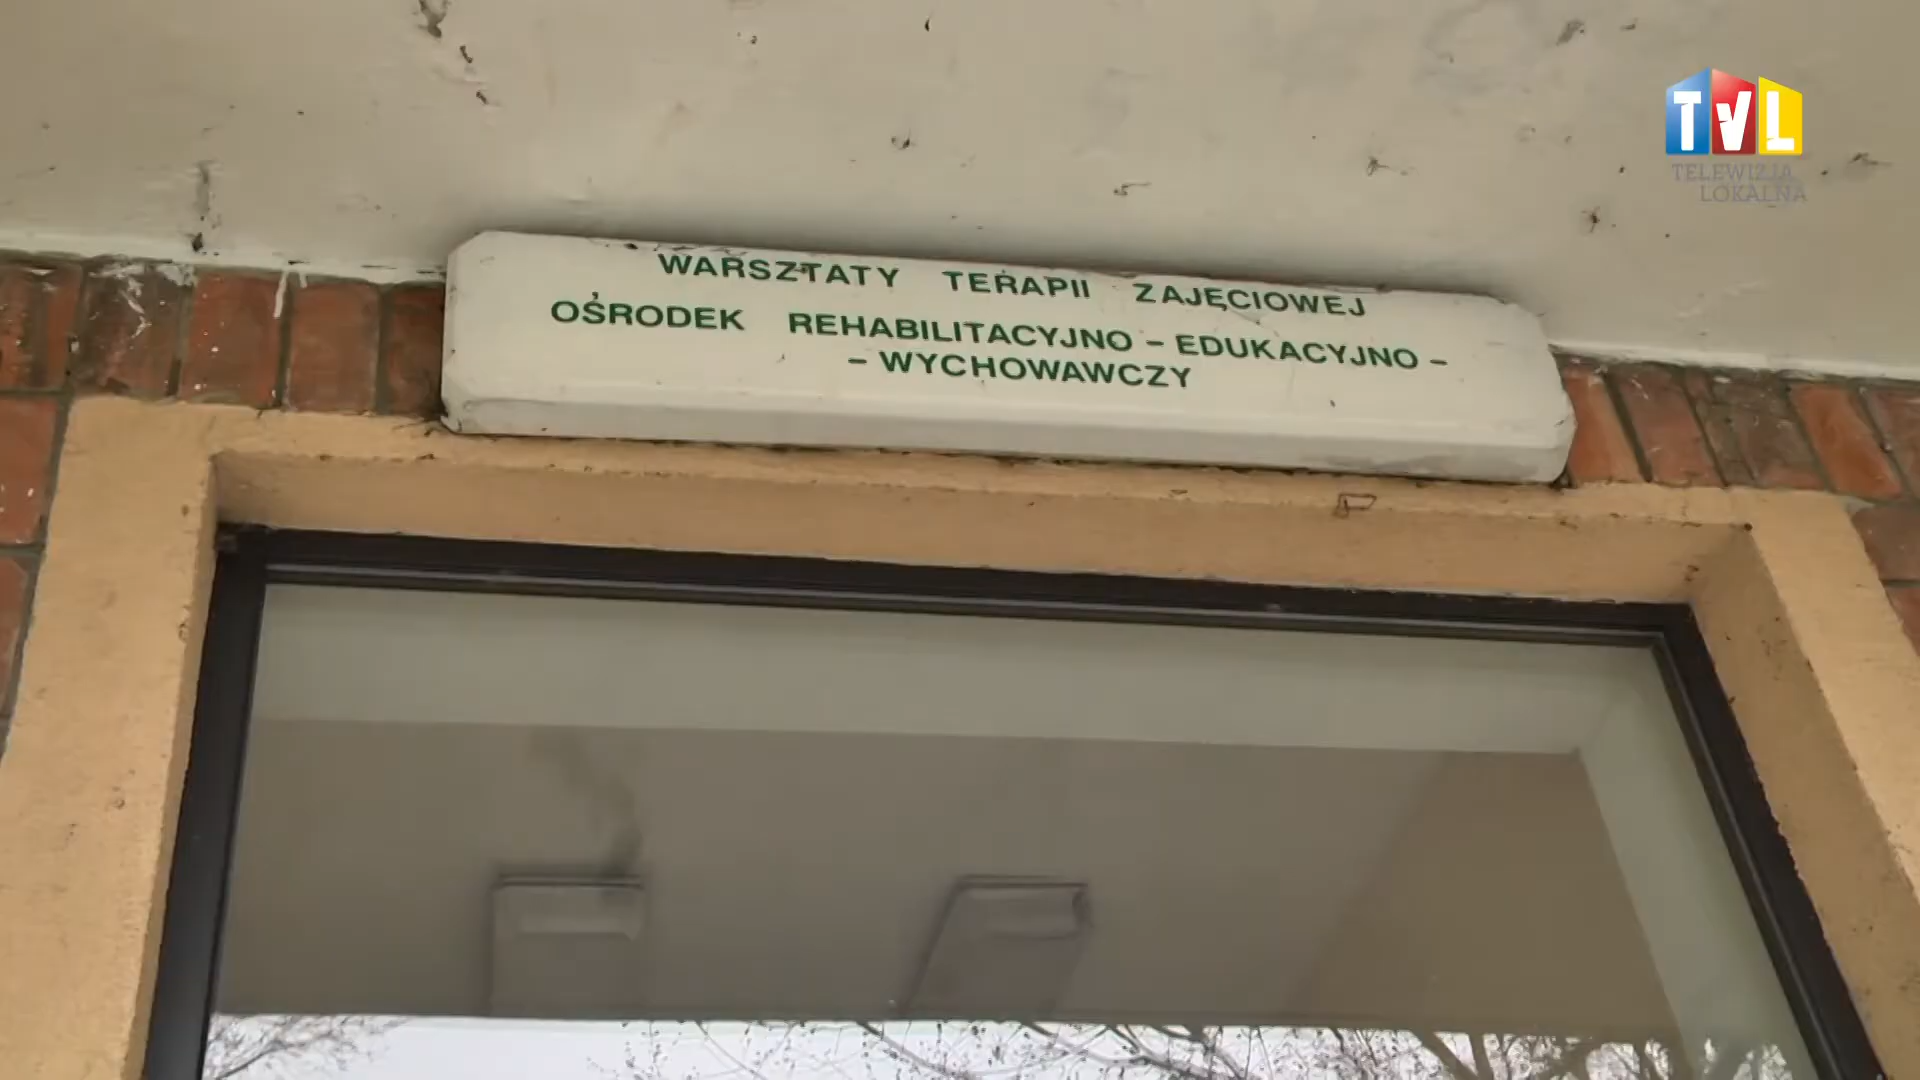 TVL
TELEWIZJA
LOKALNA
WARSZTATY TERAPII ZAJĘCIOWEJ
OŚRODEK REHABILITACYJNO - EDUKACYJNO -
- WYCHOWAWCZY